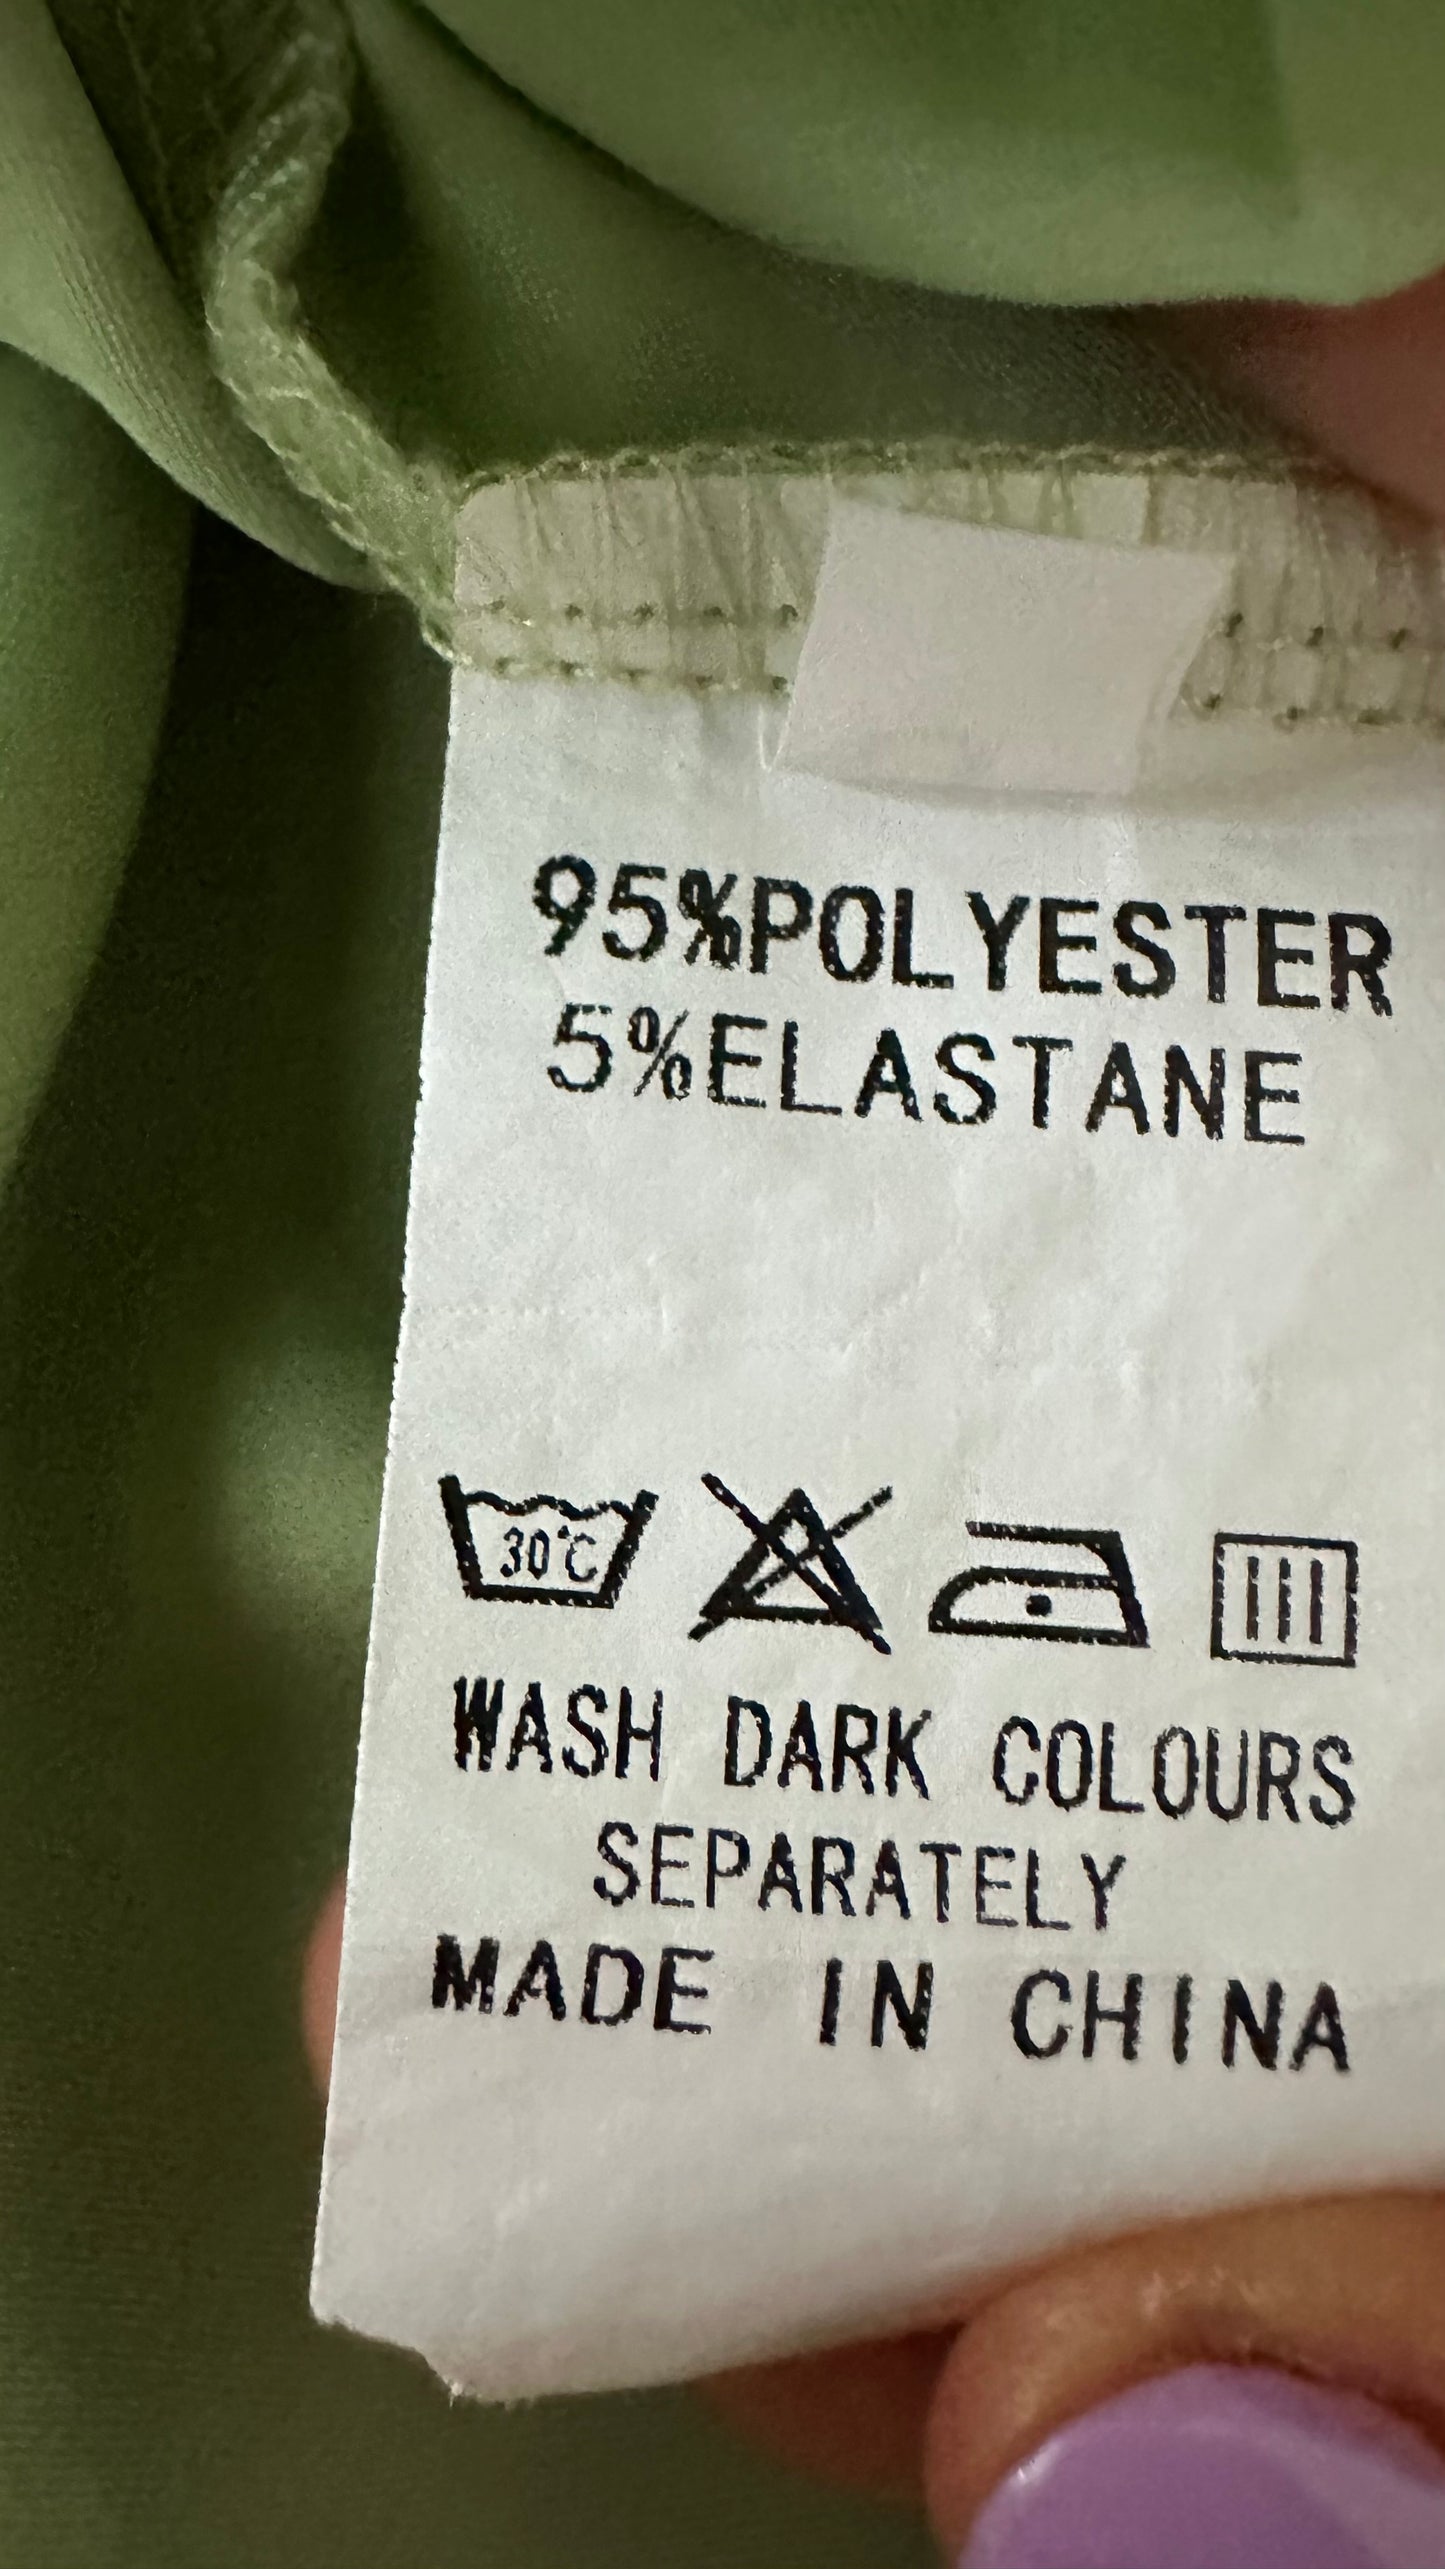 95%POLYESTER
5%ELASTANE
30°C
WASH DARK COLOURS
SEPARATELY
MADE IN CHINA